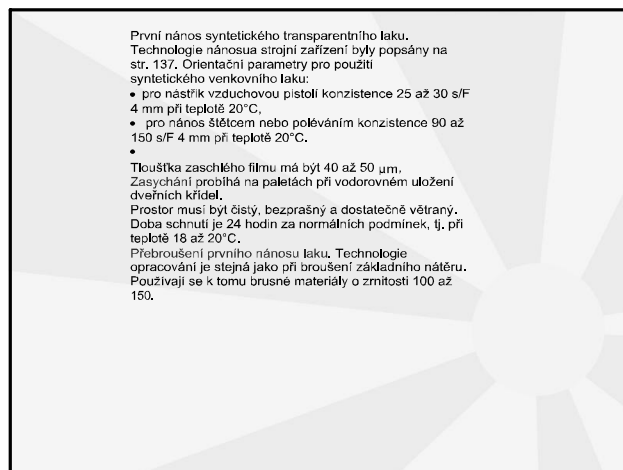 První nános syntetického transparentního laku.
Technologie nánosua strojní zařízení byly popsány na
str. 137. Orientační parametry pro použití
syntetického venkovního laku:
• pro nástřik vzduchovou pistolí konzistence 25 až 30 s/F
4 mm při teplotě 20°C,
• pro nános štětcem nebo poléváním konzistence 90 až
150 s/F 4 mm při teplotě 20°C.
•
Tloušťka zaschlého filmu má být 40 až 50 μm,
Zasychání probíhá na paletách při vodorovném uložení
dveřních křídel.
Prostor musí být čistý, bezprašný a dostatečně větraný.
Doba schnutí je 24 hodin za normálních podmínek, tj. při
teplotě 18 až 20°C.
Přebroušení prvního nánosu laku. Technologie
opracování je stejná jako při broušení základního nátěru.
Používají se k tomu brusné materiály o zrnitosti 100 až
150.